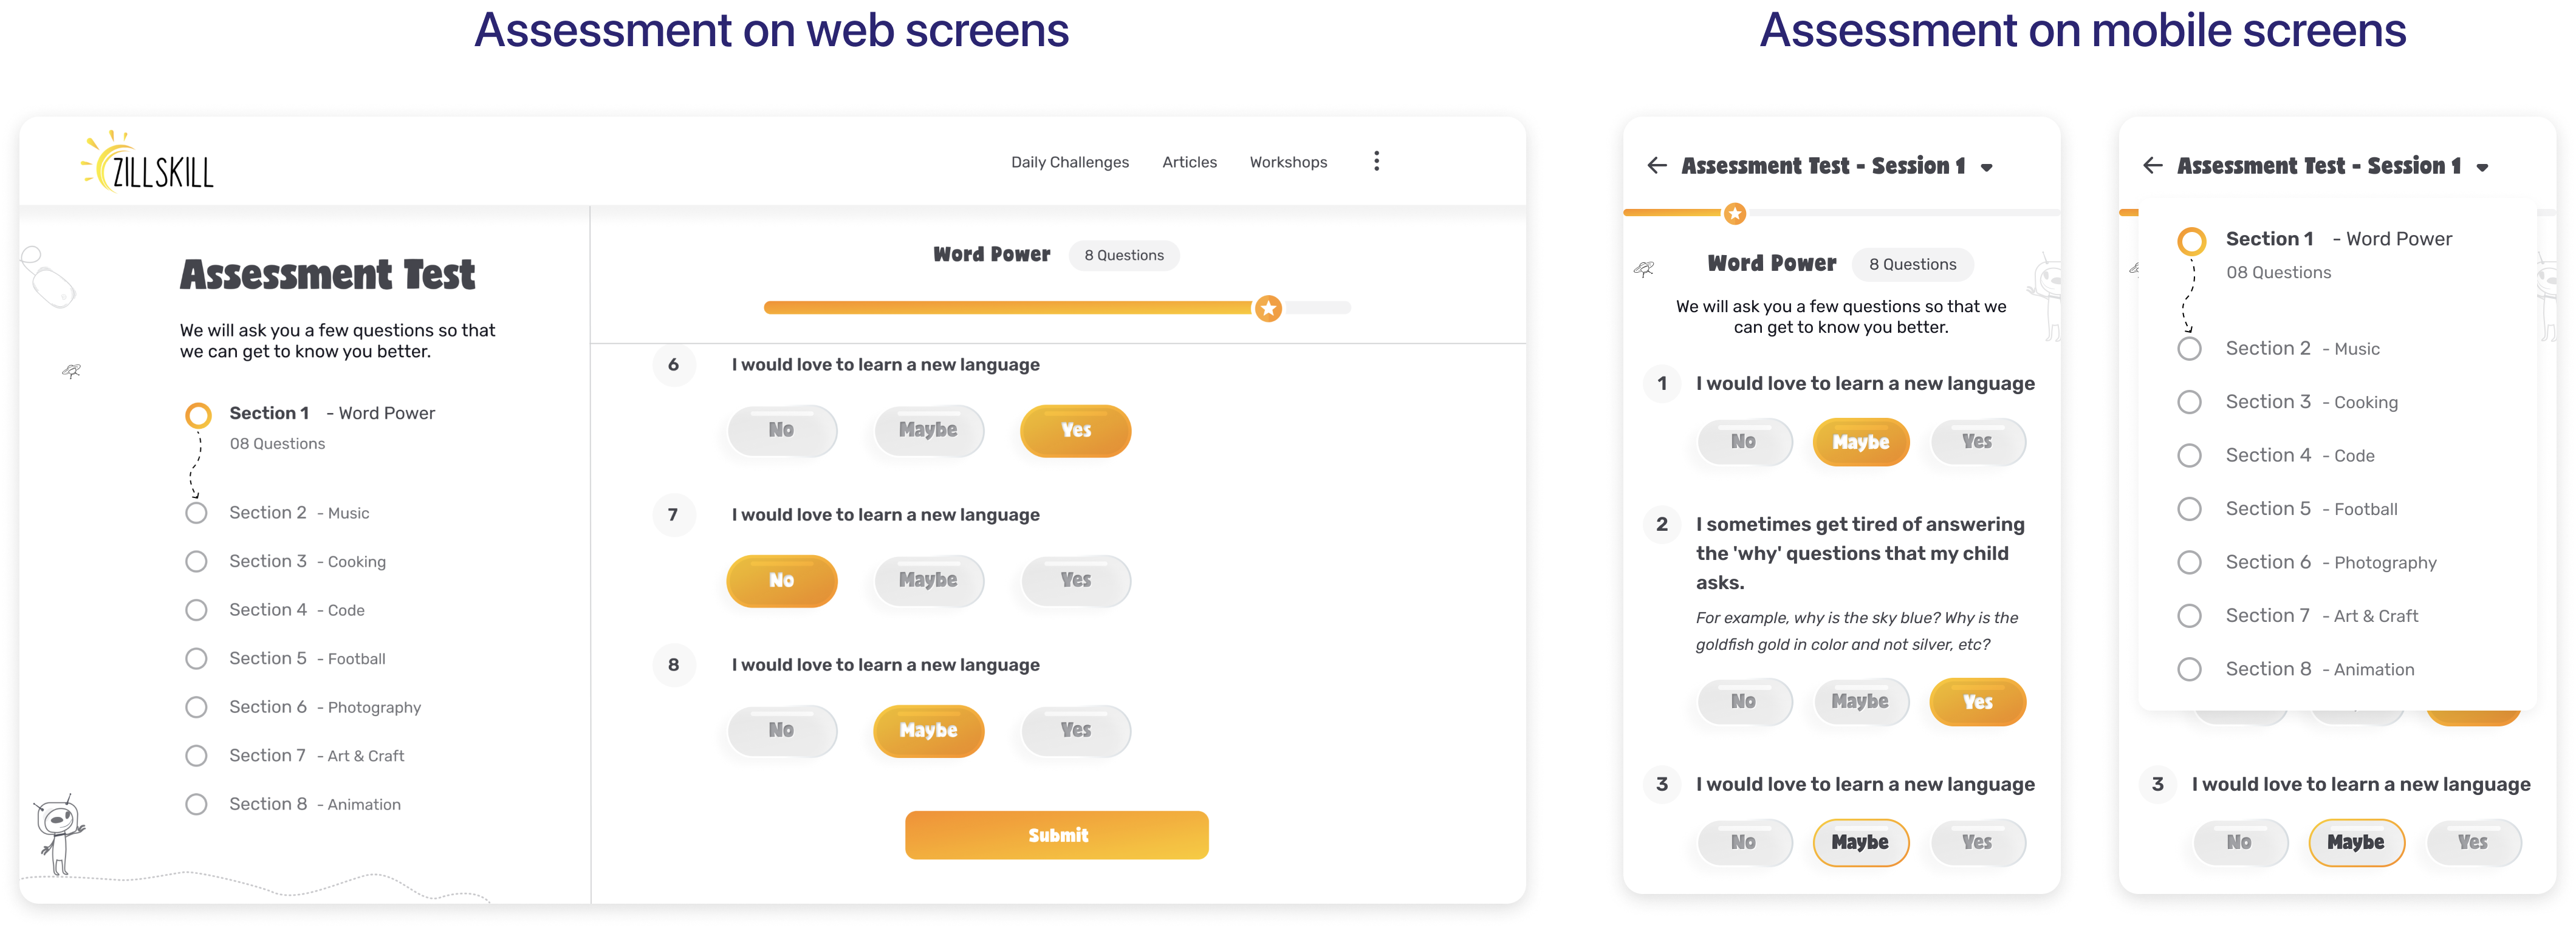 Assessment on web screens
Assessment on mobile screens
ZILLSKILL
Daily Challenges Articles Workshops
Assessment Test
We will ask you a few questions so that
we can get to know you better.
Section 1 - Word Power
08 Questions
Section 2 - Music
Section 3 - Cooking
Section 4 - Code
Section 5 - Football
Section 6 - Photography
Section 7 - Art & Craft
Section 8 - Animation
Word Power 8 Questions
6 I would love to learn a new language
No Maybe Yes
7 I would love to learn a new language
No Maybe Yes
8 I would love to learn a new language
No Maybe Yes
Submit
Assessment Test - Session 1
Word Power 8 Questions
We will ask you a few questions so that we
can get to know you better.
1 I would love to learn a new language
No Maybe Yes
2 I sometimes get tired of answering
the 'why' questions that my child
asks.
For example, why is the sky blue? Why is the
goldfish gold in color and not silver, etc?
No Maybe Yes
3 I would love to learn a new language
No Maybe Yes
Assessment Test - Session 1
Section 1 - Word Power
08 Questions
Section 2 - Music
Section 3 - Cooking
Section 4 - Code
Section 5 - Football
Section 6 - Photography
Section 7 - Art & Craft
Section 8 - Animation
3 I would love to learn a new language
No Maybe Yes